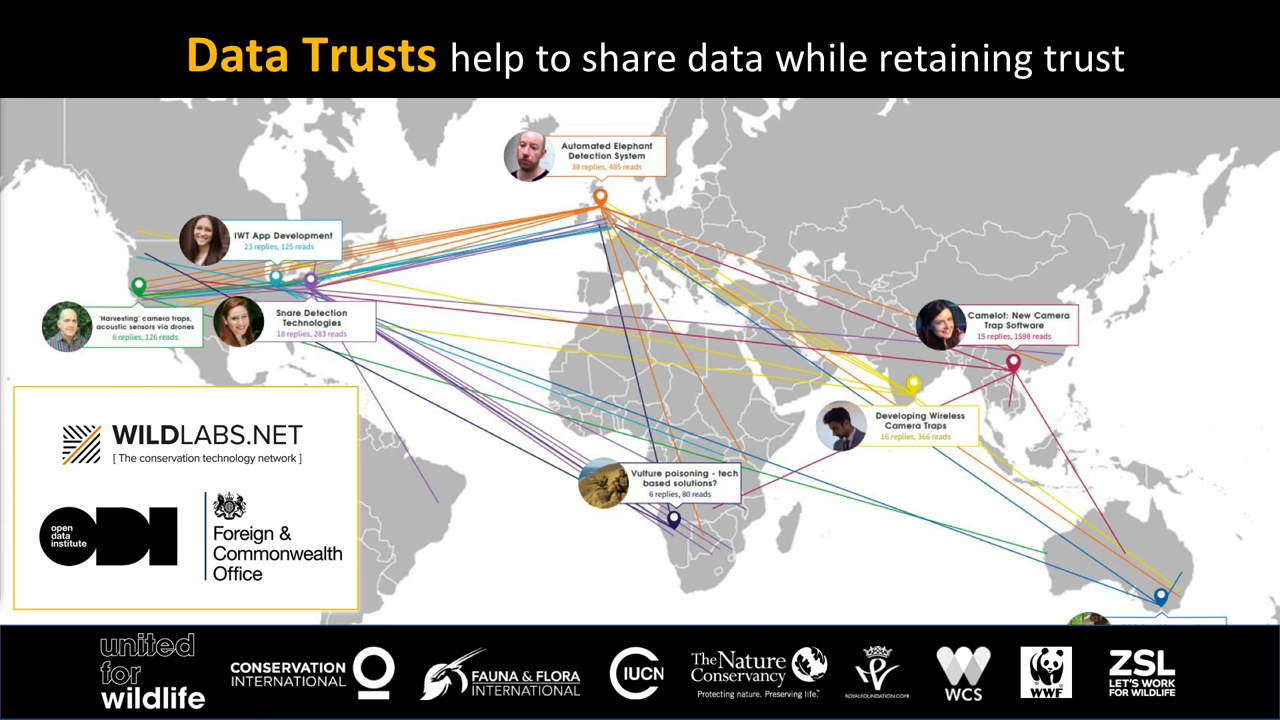 Data Trusts help to share data while retaining trust
Automated Elephant
Detection System
38 replies, 485 reads
IWT App Development
23 replies, 125 reads
'Harvesting' camera traps,
acoustic sensors via drones
6 replies, 126 reads
Snare Detection
Technologies
18 replies, 283 reads
Camelot: New Camera
Trap Software
15 replies, 1598 reads
Developing Wireless
Camera Traps
16 replies, 366 reads
Vulture poisoning - tech
based solutions?
6 replies, 80 reads
WILDLABS.NET
[ The conservation technology network ]
open
data
institute
ODI
Foreign &
Commonwealth
Office
united
for
wildlife
CONSERVATION
INTERNATIONAL
FAUNA & FLORA
INTERNATIONAL
IUCN
The Nature
Conservancy
Protecting nature. Preserving life.™
ROYALFOUNDATION.COM
WCS
WWF
ZSL
LET'S WORK
FOR WILDLIFE